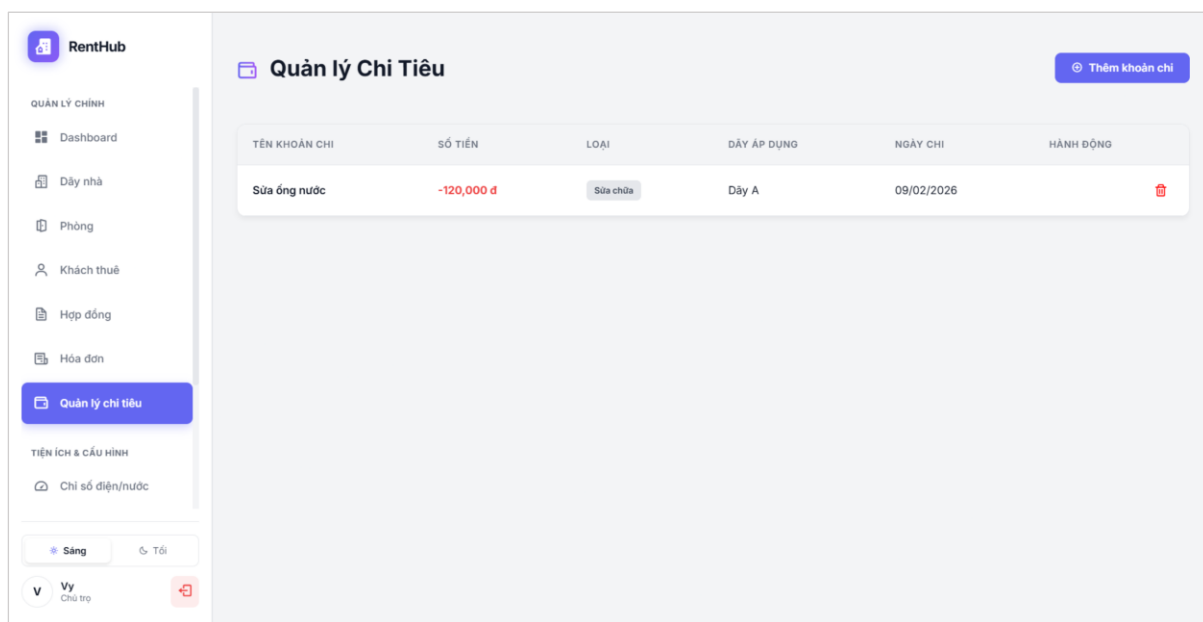 RentHub
QUẢN LÝ CHÍNH
Dashboard
Dãy nhà
Phòng
Khách thuê
Hợp đồng
Hóa đơn
Quản lý chi tiêu
TIỆN ÍCH & CẤU HÌNH
Chỉ số điện/nước
Sáng Tối
V Vy
Chủ trọ
Quản lý Chi Tiêu
Thêm khoản chi
TÊN KHOẢN CHI SỐ TIỀN LOẠI DÃY ÁP DỤNG NGÀY CHI HÀNH ĐỘNG
Sửa ống nước -120,000 đ Sửa chữa Dãy A 09/02/2026